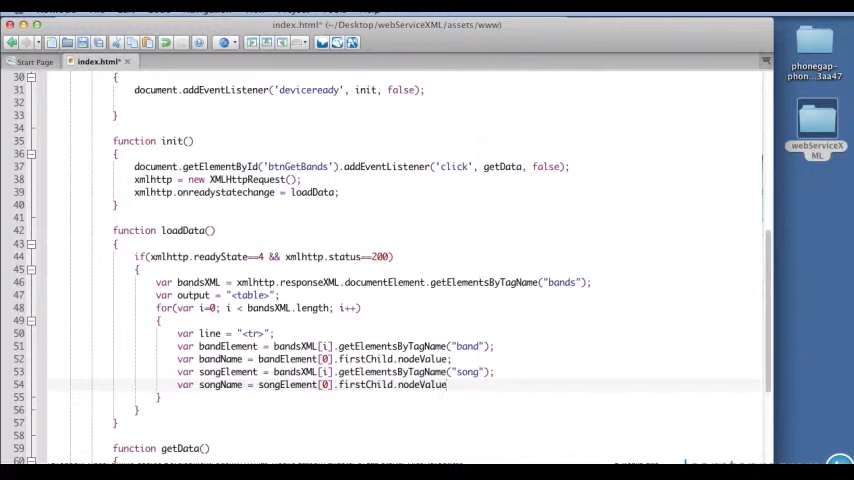 index.html* (~/Desktop/webServiceXML/assets/www)
Start Page
index.html*
30 {
31 document.addEventListener('deviceready', init, false);
32
33 }
34
35 function init()
36 {
37 document.getElementById('btnGetBands').addEventListener('click', getData, false);
38 xmlhttp = new XMLHttpRequest();
39 xmlhttp.onreadystatechange = loadData;
40 }
41
42 function loadData()
43 {
44 if(xmlhttp.readyState==4 && xmlhttp.status==200)
45 {
46 var bandsXML = xmlhttp.responseXML.documentElement.getElementsByTagName("bands");
47 var output = "<table>";
48 for(var i=0; i < bandsXML.length; i++)
49 {
50 var line = "<tr>";
51 var bandElement = bandsXML[i].getElementsByTagName("band");
52 var bandName = bandElement[0].firstChild.nodeValue;
53 var songElement = bandsXML[i].getElementsByTagName("song");
54 var songName = songElement[0].firstChild.nodeValue
55 }
56 }
57 }
58
59 function getData()
60 {
phonegap-
phon...3aa47
webServiceX
ML